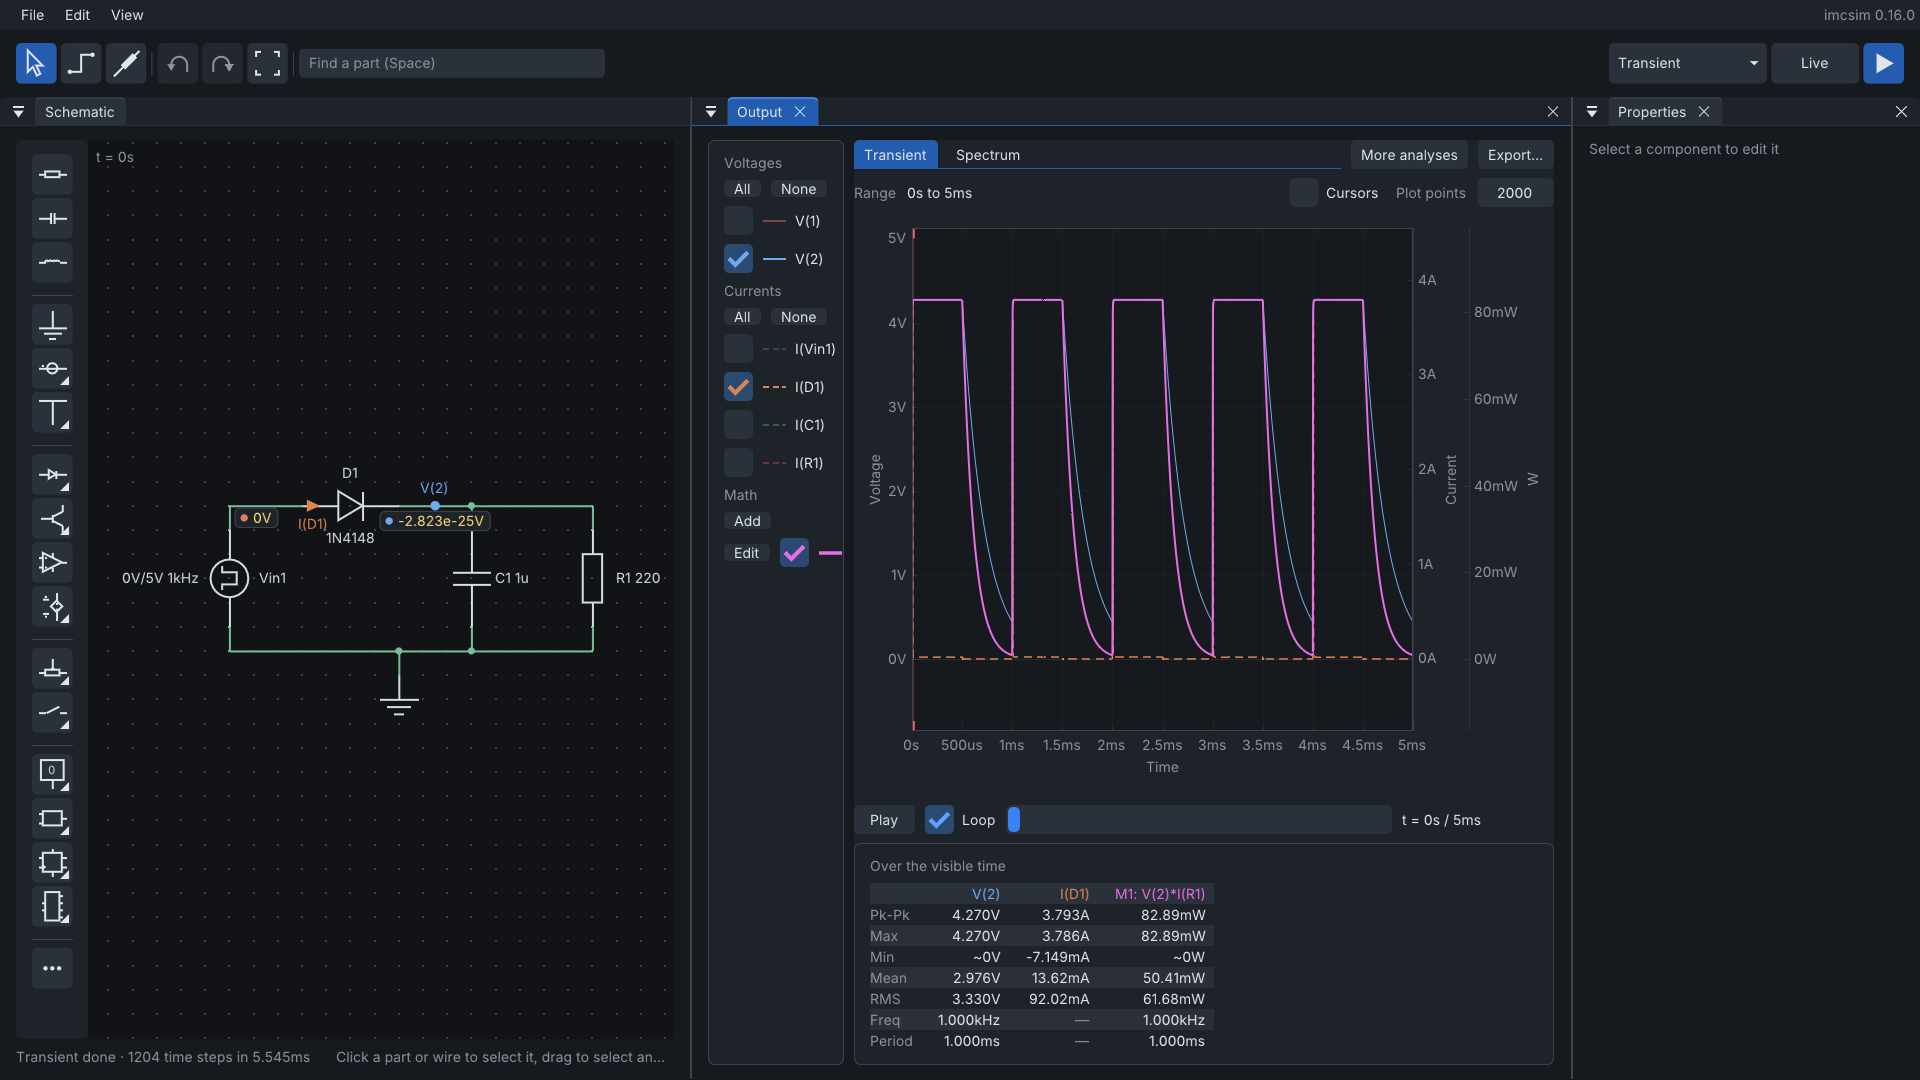 File Edit View
imcsim 0.16.0
Find a part (Space)
Transient
Live
Schematic
Output
Properties
t = 0s
D1
V(2)
0V
I(D1)
-2.823e-25V
1N4148
0V/5V 1kHz
Vin1
C1 1u
R1 220
0
Transient done · 1204 time steps in 5.545ms
Click a part or wire to select it, drag to select an...
Voltages
All None
V(1)
V(2)
Currents
All None
I(Vin1)
I(D1)
I(C1)
I(R1)
Math
Add
Edit
Transient Spectrum
More analyses
Export...
Range 0s to 5ms
Cursors
Plot points 2000
5V
4V
3V
2V
1V
0V
Voltage
4A
3A
2A
1A
0A
Current
80mW
60mW
40mW
20mW
0W
W
0s 500us 1ms 1.5ms 2ms 2.5ms 3ms 3.5ms 4ms 4.5ms 5ms
Time
Play
Loop
t = 0s / 5ms
Over the visible time
V(2) I(D1) M1: V(2)*I(R1)
Pk-Pk 4.270V 3.793A 82.89mW
Max 4.270V 3.786A 82.89mW
Min ~0V -7.149mA ~0W
Mean 2.976V 13.62mA 50.41mW
RMS 3.330V 92.02mA 61.68mW
Freq 1.000kHz — 1.000kHz
Period 1.000ms — 1.000ms
Select a component to edit it